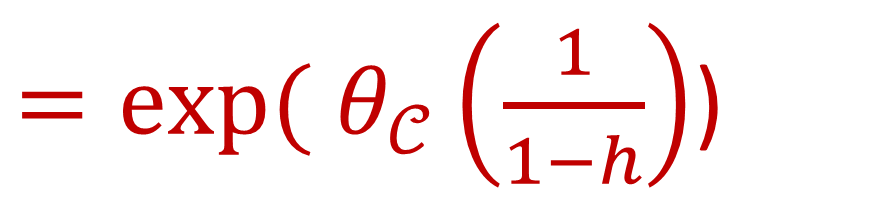 = exp( θ_𝒞 (1/(1−h)))